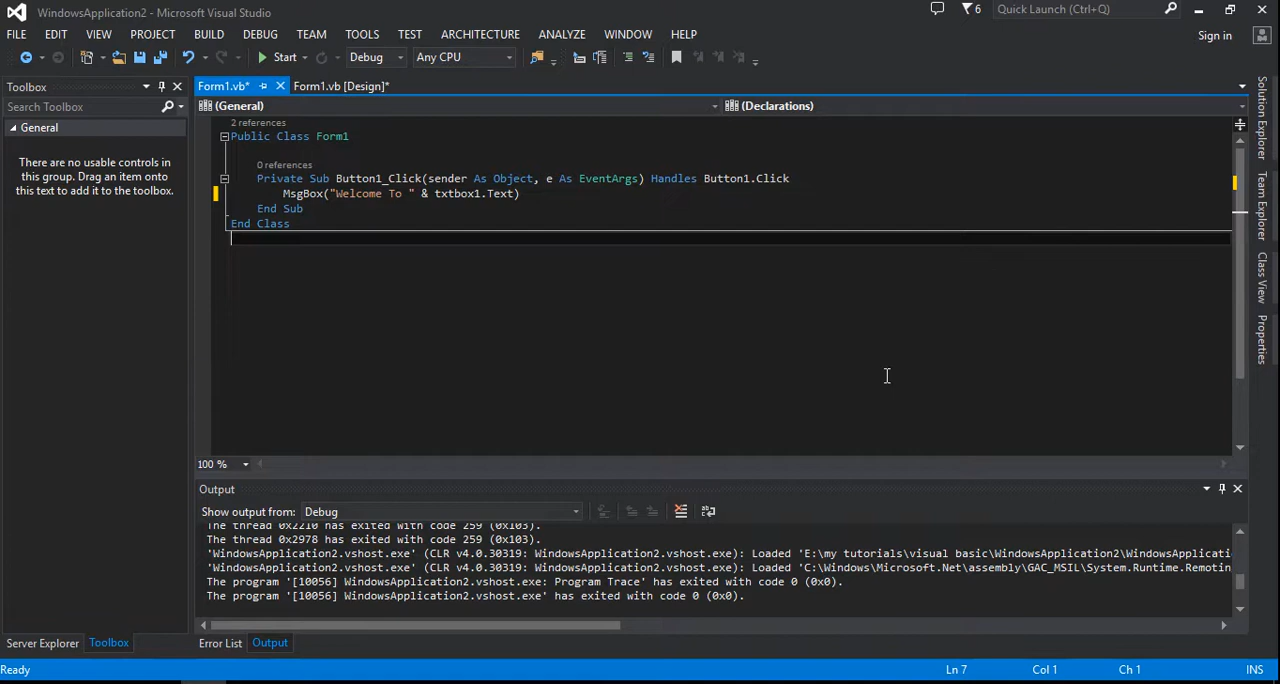 WindowsApplication2 - Microsoft Visual Studio
6
Quick Launch (Ctrl+Q)
FILE EDIT VIEW PROJECT BUILD DEBUG TEAM TOOLS TEST ARCHITECTURE ANALYZE WINDOW HELP
Sign in
Start Debug Any CPU
Toolbox
Search Toolbox
General
There are no usable controls in
this group. Drag an item onto
this text to add it to the toolbox.
Form1.vb* Form1.vb [Design]*
(General) (Declarations)
2 references
Public Class Form1
0 references
Private Sub Button1_Click(sender As Object, e As EventArgs) Handles Button1.Click
MsgBox("Welcome To " & txtbox1.Text)
End Sub
End Class
100 %
Solution Explorer
Team Explorer
Class View
Properties
Output
Show output from: Debug
The thread 0x2210 has exited with code 259 (0x103).
The thread 0x2978 has exited with code 259 (0x103).
'WindowsApplication2.vshost.exe' (CLR v4.0.30319: WindowsApplication2.vshost.exe): Loaded 'E:\my tutorials\visual basic\WindowsApplication2\WindowsApplicatio
'WindowsApplication2.vshost.exe' (CLR v4.0.30319: WindowsApplication2.vshost.exe): Loaded 'C:\Windows\Microsoft.Net\assembly\GAC_MSIL\System.Runtime.Remotin
The program '[10056] WindowsApplication2.vshost.exe: Program Trace' has exited with code 0 (0x0).
The program '[10056] WindowsApplication2.vshost.exe' has exited with code 0 (0x0).
Server Explorer Toolbox
Error List Output
Ready
Ln 7 Col 1 Ch 1 INS